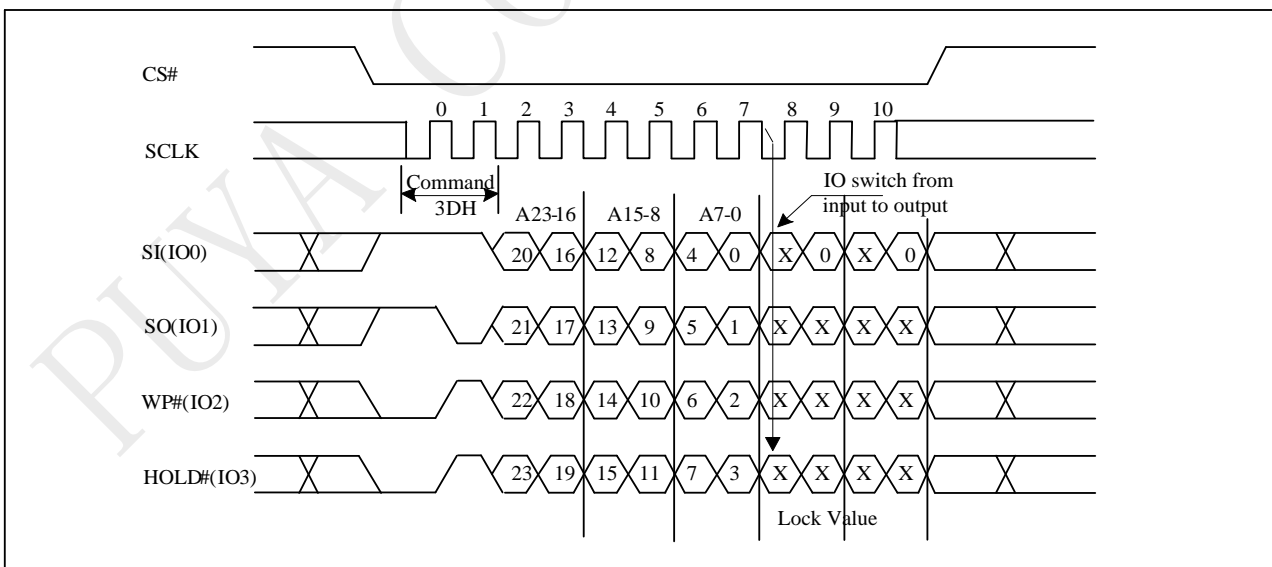 PUYA CO
CS#
0 1 2 3 4 5 6 7 8 9 10
SCLK
Command
3DH
IO switch from
input to output
A23-16 A15-8 A7-0
SI(IO0) 20 16 12 8 4 0 X 0 X 0
SO(IO1) 21 17 13 9 5 1 X X X X
WP#(IO2) 22 18 14 10 6 2 X X X X
HOLD#(IO3) 23 19 15 11 7 3 X X X X
Lock Value